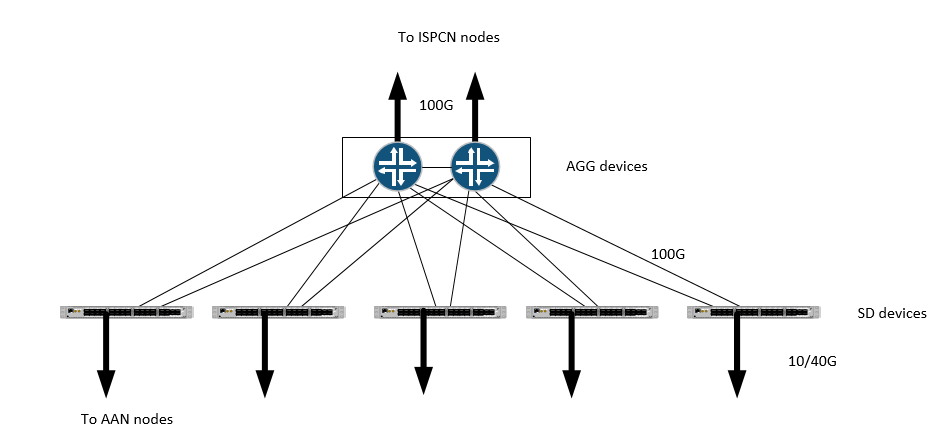 To ISPCN nodes
100G
AGG devices
100G
SD devices
10/40G
To AAN nodes